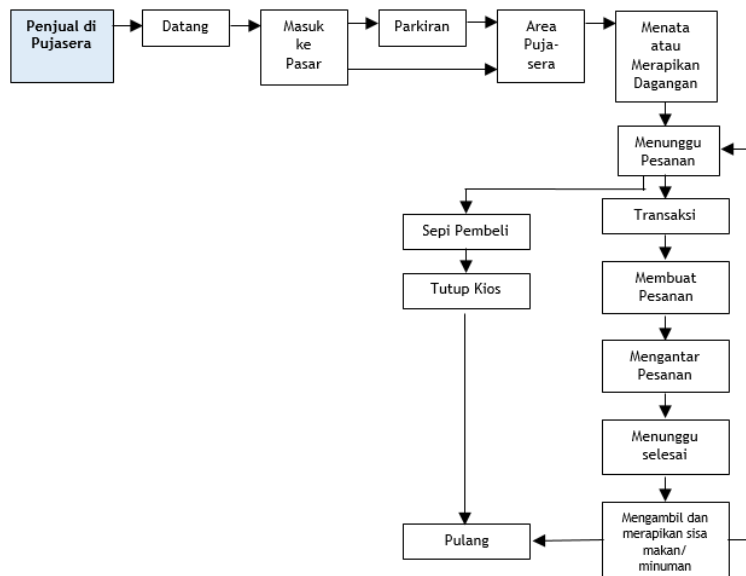 Penjual di
Pujasera
Datang
Masuk
ke
Pasar
Parkiran
Area
Puja-
sera
Menata
atau
Merapikan
Dagangan
Menunggu
Pesanan
Sepi Pembeli
Transaksi
Tutup Kios
Membuat
Pesanan
Mengantar
Pesanan
Menunggu
selesai
Pulang
Mengambil dan
merapikan sisa
makan/
minuman